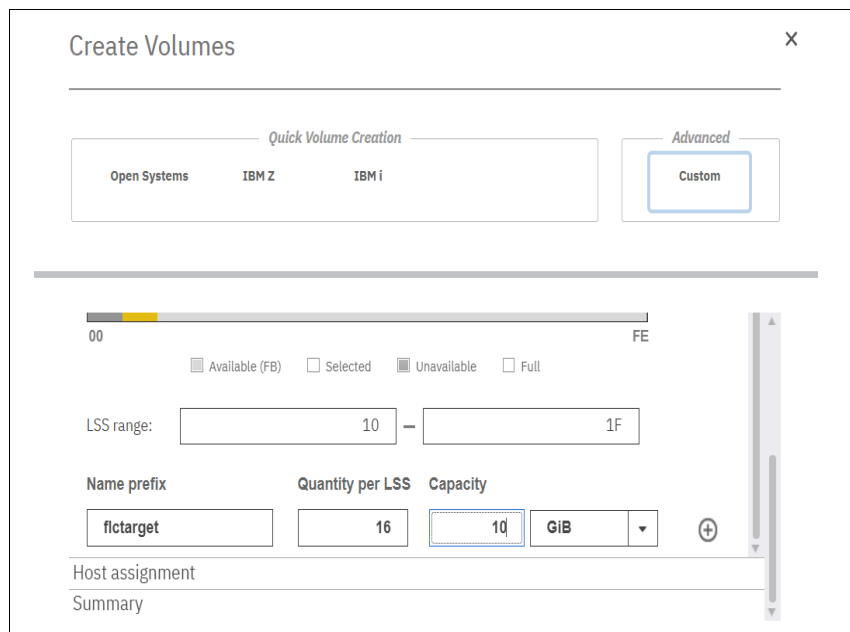 Create Volumes
Quick Volume Creation
Advanced
Open Systems IBM Z IBM i Custom
00 FE
Available (FB) Selected Unavailable Full
LSS range: 10 – 1F
Name prefix Quantity per LSS Capacity
flctarget 16 10 GiB
Host assignment
Summary